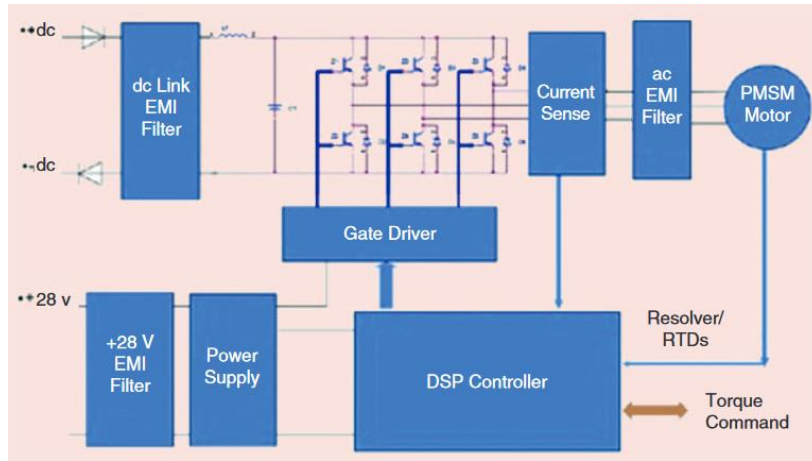 +dc
dc Link
EMI
Filter
Current
Sense
ac
EMI
Filter
PMSM
Motor
-dc
Gate Driver
+28 v
+28 V
EMI
Filter
Power
Supply
DSP Controller
Resolver/
RTDs
Torque
Command